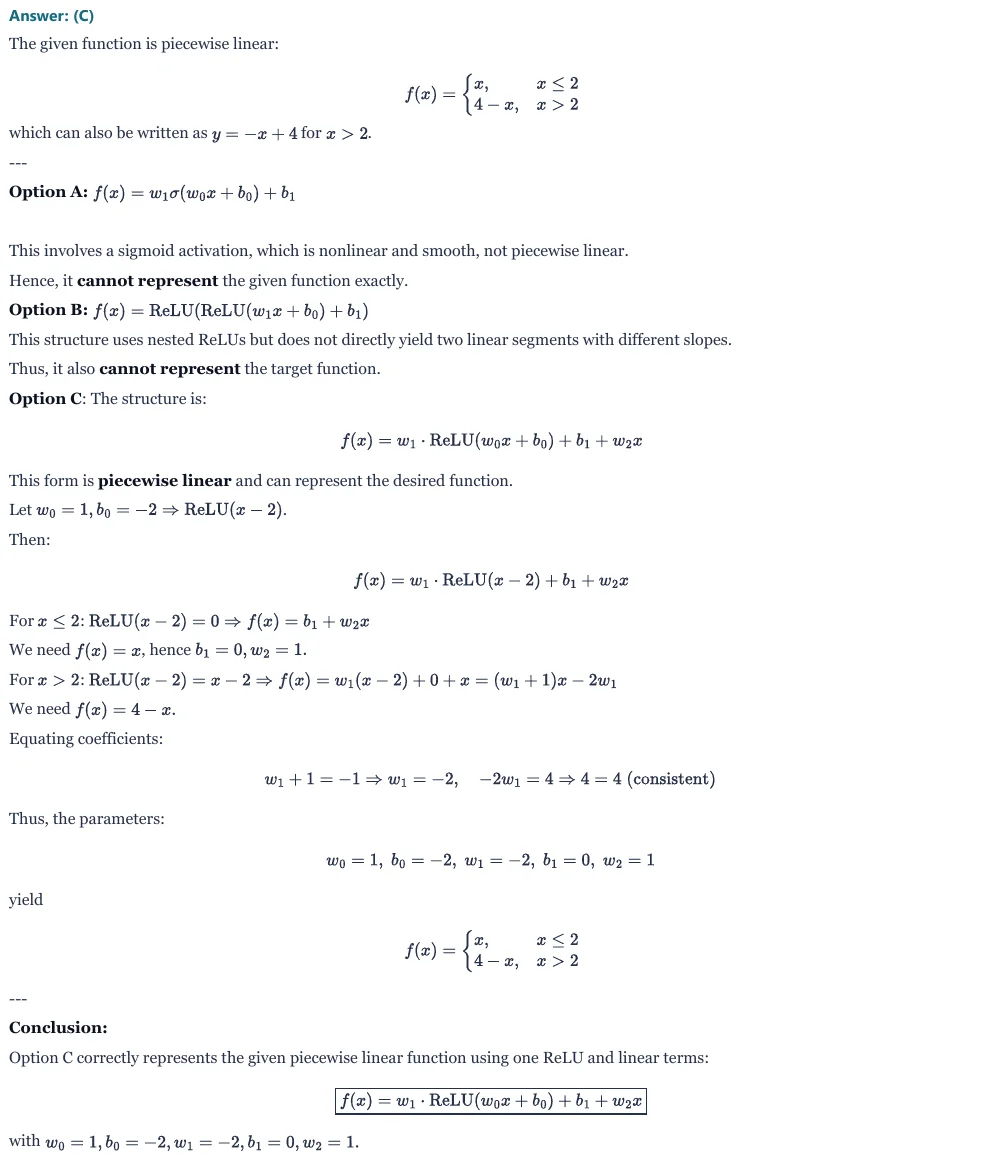 Answer: (C)
The given function is piecewise linear:
f(x) = { x, x ≤ 2
4 − x, x > 2
which can also be written as y = −x + 4 for x > 2.
---
Option A: f(x) = w₁σ(w₀x + b₀) + b₁
This involves a sigmoid activation, which is nonlinear and smooth, not piecewise linear.
Hence, it cannot represent the given function exactly.
Option B: f(x) = ReLU(ReLU(w₁x + b₀) + b₁)
This structure uses nested ReLUs but does not directly yield two linear segments with different slopes.
Thus, it also cannot represent the target function.
Option C: The structure is:
f(x) = w₁ · ReLU(w₀x + b₀) + b₁ + w₂x
This form is piecewise linear and can represent the desired function.
Let w₀ = 1, b₀ = −2 ⇒ ReLU(x − 2).
Then:
f(x) = w₁ · ReLU(x − 2) + b₁ + w₂x
For x ≤ 2: ReLU(x − 2) = 0 ⇒ f(x) = b₁ + w₂x
We need f(x) = x, hence b₁ = 0, w₂ = 1.
For x > 2: ReLU(x − 2) = x − 2 ⇒ f(x) = w₁(x − 2) + 0 + x = (w₁ + 1)x − 2w₁
We need f(x) = 4 − x.
Equating coefficients:
w₁ + 1 = −1 ⇒ w₁ = −2, −2w₁ = 4 ⇒ 4 = 4 (consistent)
Thus, the parameters:
w₀ = 1, b₀ = −2, w₁ = −2, b₁ = 0, w₂ = 1
yield
f(x) = { x, x ≤ 2
4 − x, x > 2
---
Conclusion:
Option C correctly represents the given piecewise linear function using one ReLU and linear terms:
f(x) = w₁ · ReLU(w₀x + b₀) + b₁ + w₂x
with w₀ = 1, b₀ = −2, w₁ = −2, b₁ = 0, w₂ = 1.